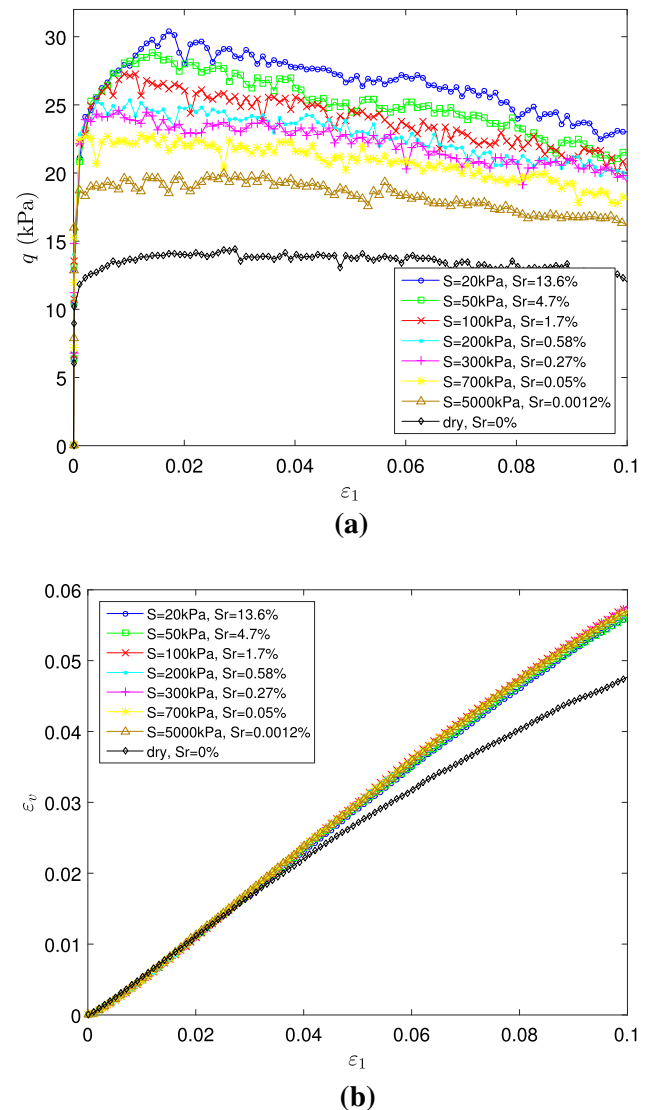 30
25
20
15
10
5
0
q (kPa)
S=20kPa, Sr=13.6%
S=50kPa, Sr=4.7%
S=100kPa, Sr=1.7%
S=200kPa, Sr=0.58%
S=300kPa, Sr=0.27%
S=700kPa, Sr=0.05%
S=5000kPa, Sr=0.0012%
dry, Sr=0%
0 0.02 0.04 0.06 0.08 0.1
ε1
(a)
0.06
0.05
0.04
0.03
0.02
0.01
0
εv
S=20kPa, Sr=13.6%
S=50kPa, Sr=4.7%
S=100kPa, Sr=1.7%
S=200kPa, Sr=0.58%
S=300kPa, Sr=0.27%
S=700kPa, Sr=0.05%
S=5000kPa, Sr=0.0012%
dry, Sr=0%
0 0.02 0.04 0.06 0.08 0.1
ε1
(b)